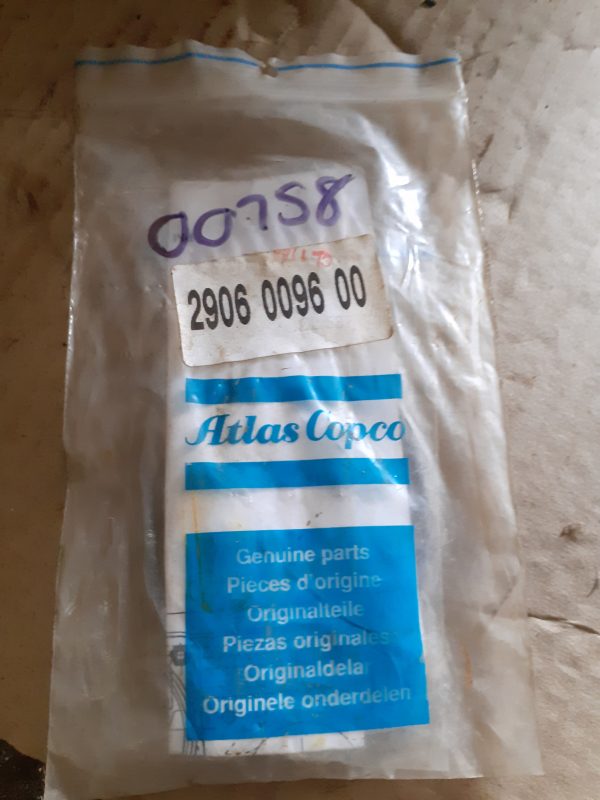 00758
2906 0096 00
Atlas Copco
Genuine parts
Pieces d'origine
Originalteile
Piezas originales
Originaldelar
Originele onderdelen